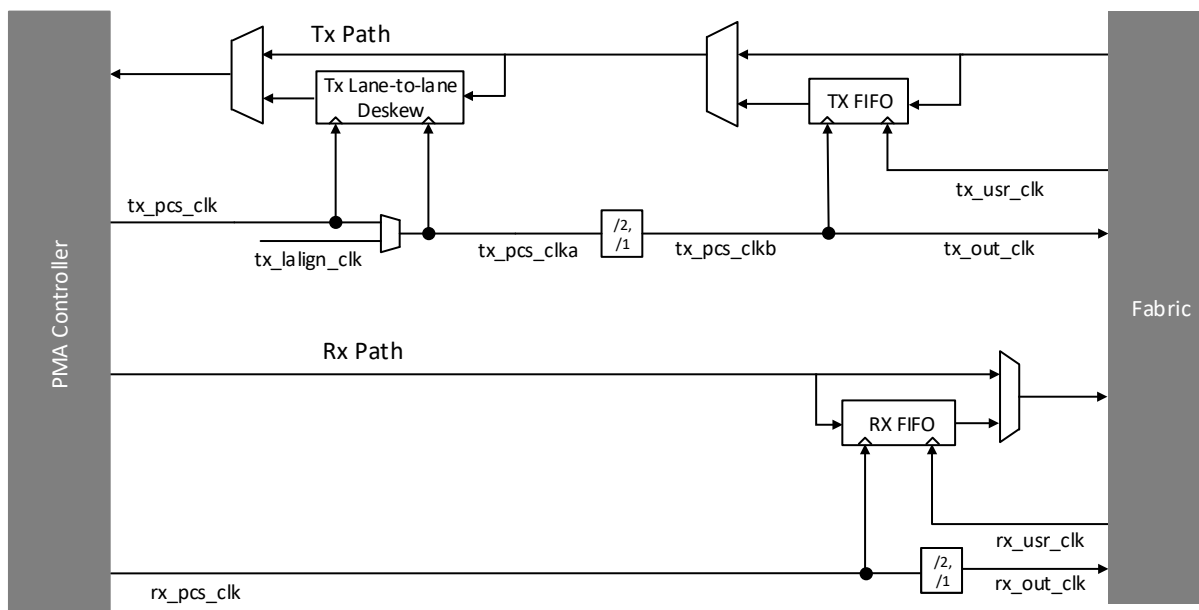 Tx Path
Tx Lane-to-lane
Deskew
TX FIFO
tx_usr_clk
tx_pcs_clk
tx_lalign_clk
tx_pcs_clka
/2,
/1
tx_pcs_clkb
tx_out_clk
PMA Controller
Fabric
Rx Path
RX FIFO
rx_usr_clk
/2,
/1
rx_out_clk
rx_pcs_clk